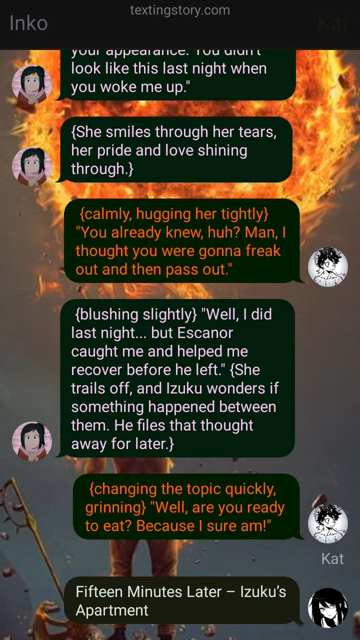 textingstory.com
Inko
Kat
your appearance. You didn't
look like this last night when
you woke me up."
{She smiles through her tears,
her pride and love shining
through.}
{calmly, hugging her tightly}
"You already knew, huh? Man, I
thought you were gonna freak
out and then pass out."
{blushing slightly} "Well, I did
last night... but Escanor
caught me and helped me
recover before he left." {She
trails off, and Izuku wonders if
something happened between
them. He files that thought
away for later.}
{changing the topic quickly,
grinning} "Well, are you ready
to eat? Because I sure am!"
Kat
Fifteen Minutes Later – Izuku’s
Apartment